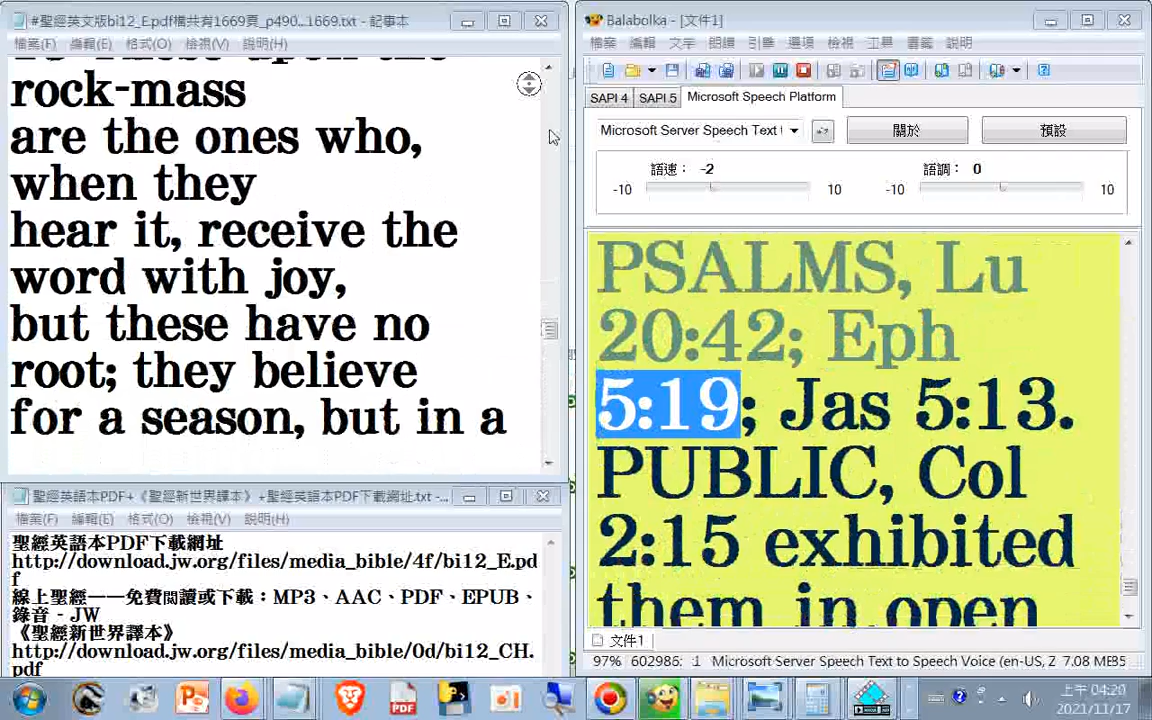 #聖經英文版bi12_E.pdf橫共有1669頁_p490...1669.txt - 記事本
檔案(F) 編輯(E) 格式(O) 檢視(V) 說明(H)
rock-mass
are the ones who,
when they
hear it, receive the
word with joy,
but these have no
root; they believe
for a season, but in a
聖經英語本PDF+《聖經新世界譯本》+聖經英語本PDF下載網址.txt - ...
檔案(F) 編輯(E) 格式(O) 檢視(V) 說明(H)
聖經英語本PDF下載網址
http://download.jw.org/files/media_bible/4f/bi12_E.pd
f
線上聖經——免費閱讀或下載：MP3、AAC、PDF、EPUB、
錄音 - JW
《聖經新世界譯本》
http://download.jw.org/files/media_bible/0d/bi12_CH.
pdf
Balabolka - [文件1]
檔案 編輯 文字 朗讀 引擎 選項 檢視 工具 書籤 說明
SAPI 4 SAPI 5 Microsoft Speech Platform
Microsoft Server Speech Text t 關於 預設
語速： -2 語調： 0
-10 10 -10 10
PSALMS, Lu
20:42; Eph
5:19; Jas 5:13.
PUBLIC, Col
2:15 exhibited
them in open
文件1
97% 602986: 1 Microsoft Server Speech Text to Speech Voice (en-US, Z 7.08 MB
上午 04:20
2021/11/17